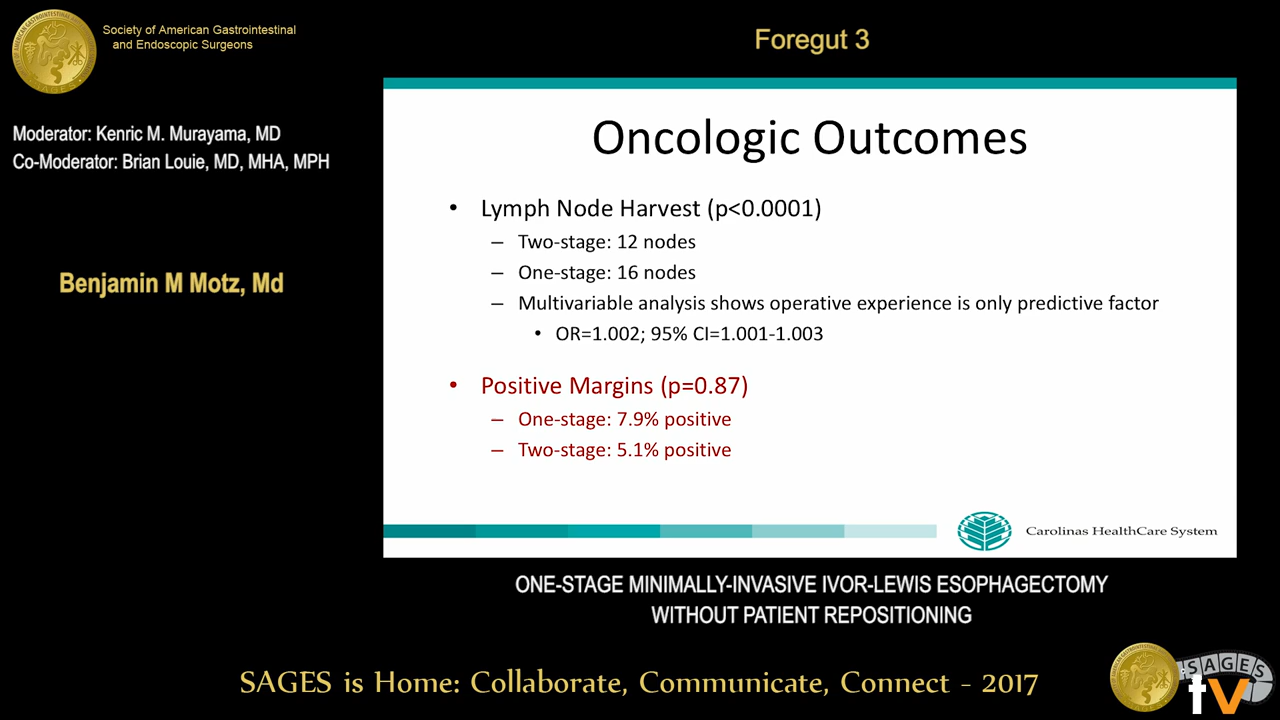 Society of American Gastrointestinal
and Endoscopic Surgeons
Foregut 3
Moderator: Kenric M. Murayama, MD
Co-Moderator: Brian Louie, MD, MHA, MPH
Benjamin M Motz, Md
Oncologic Outcomes
• Lymph Node Harvest (p<0.0001)
– Two-stage: 12 nodes
– One-stage: 16 nodes
– Multivariable analysis shows operative experience is only predictive factor
• OR=1.002; 95% CI=1.001-1.003
• Positive Margins (p=0.87)
– One-stage: 7.9% positive
– Two-stage: 5.1% positive
Carolinas HealthCare System
ONE-STAGE MINIMALLY-INVASIVE IVOR-LEWIS ESOPHAGECTOMY
WITHOUT PATIENT REPOSITIONING
SAGES is Home: Collaborate, Communicate, Connect - 2017
SAGES
tv